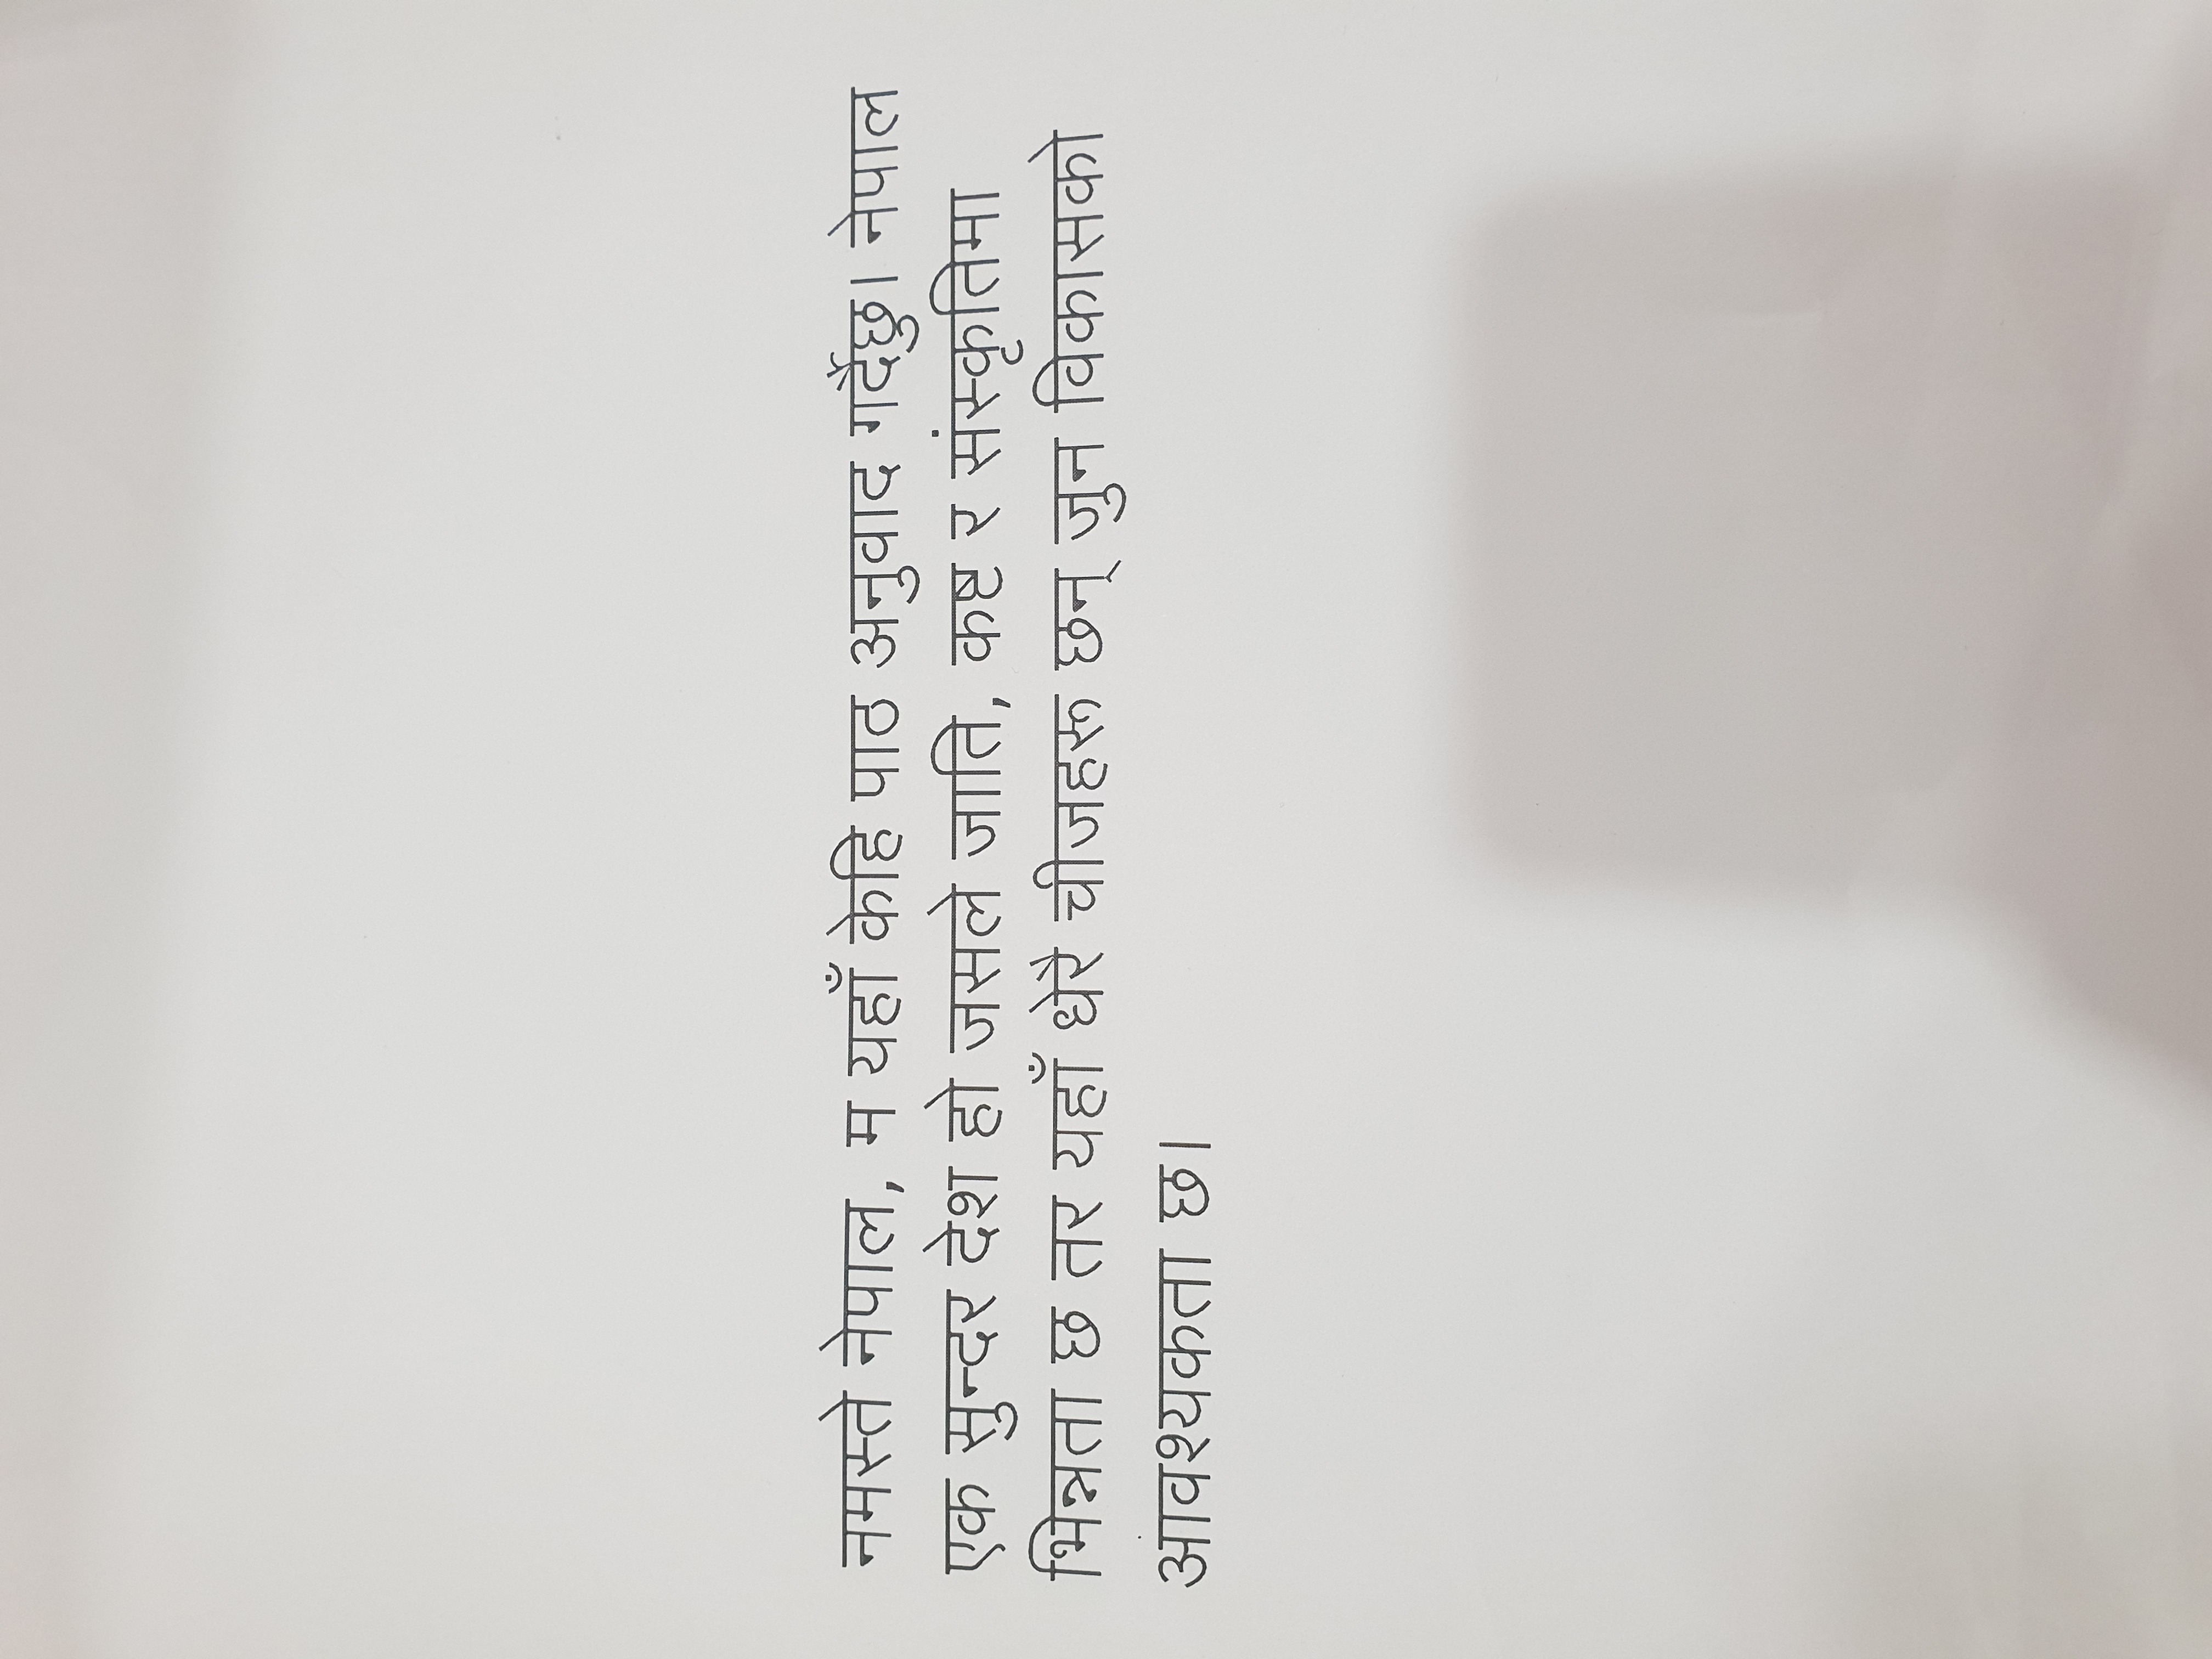 नमस्ते नेपाल, म यहाँ केहि पाठ अनुवाद गर्दैछु। नेपाल
एक सुन्दर देश हो जसले जाति, कष्ट र संस्कृतिमा
भिन्नता छ तर यहाँ धेरै चीजहरू छन् जुन विकासको
आवश्यकता छ।